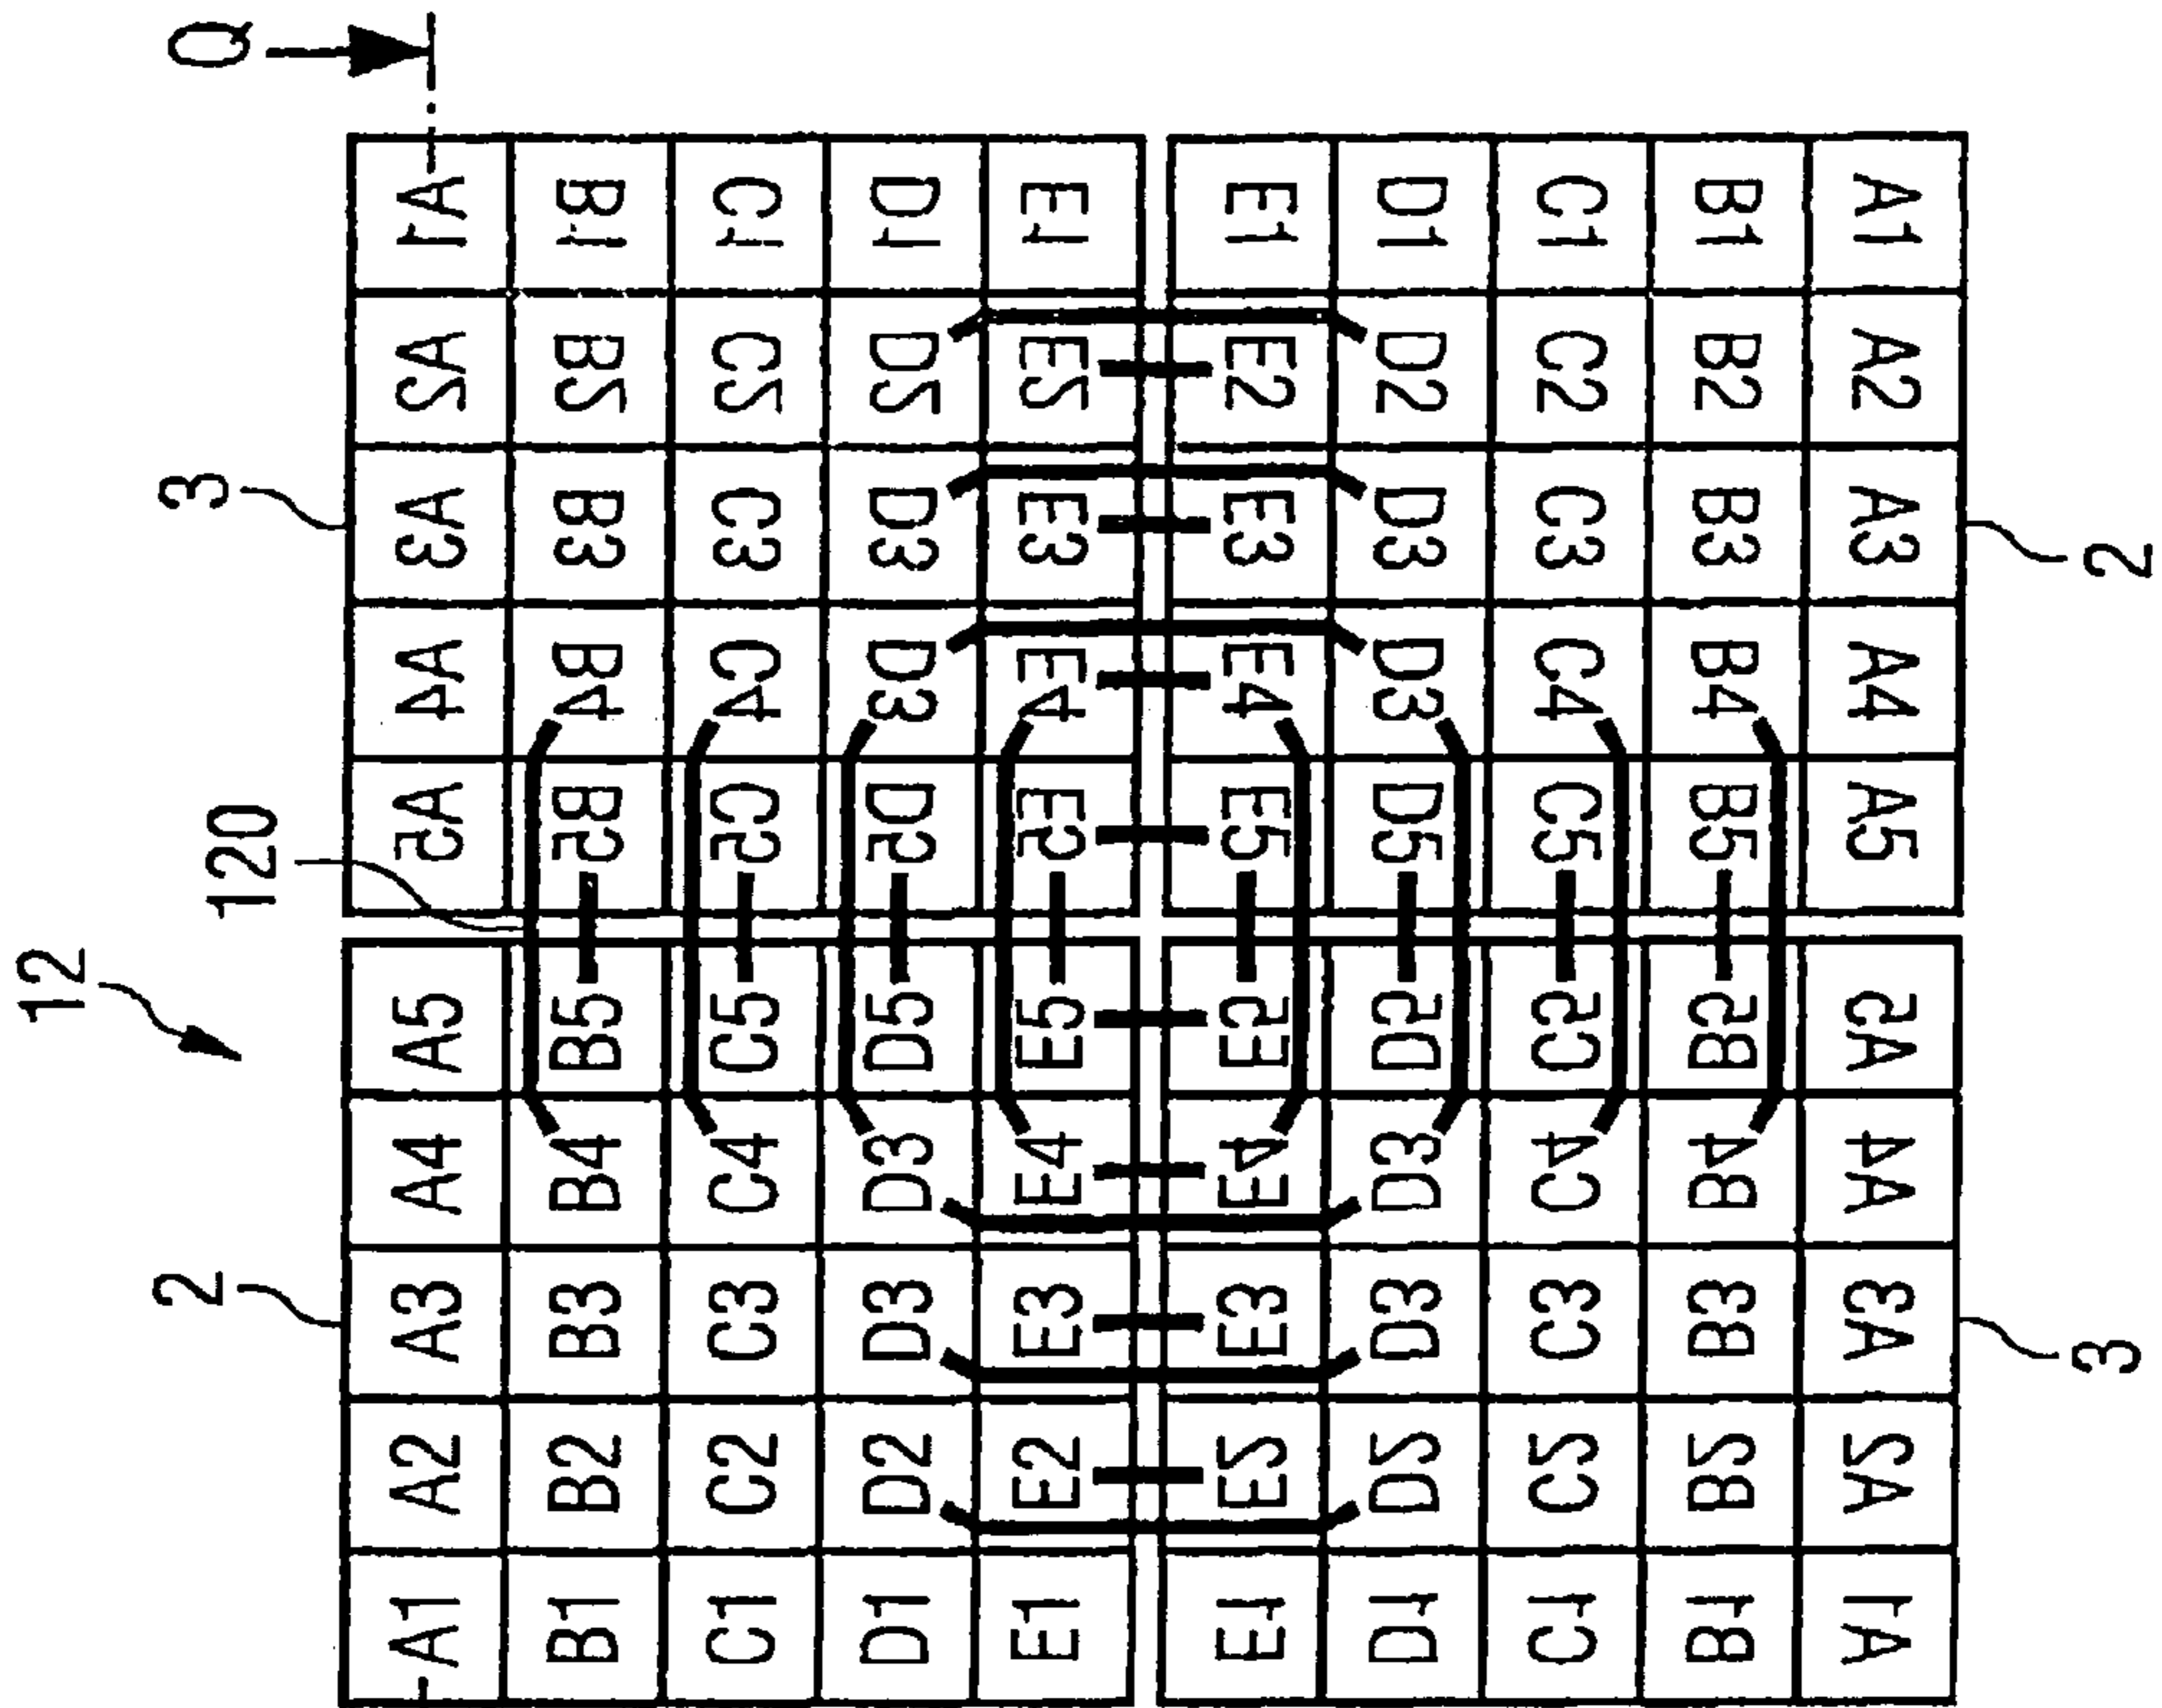 12
2 120 3 Q
A1 A2 A3 A4 A5 A5 A4 A3 A2 A1
B1 B2 B3 B4 B5 B5 B4 B3 B2 B1
C1 C2 C3 C4 C5 C5 C4 C3 C2 C1
D1 D2 D3 D3 D5 D5 D3 D3 D2 D1
E1 E2 E3 E4 E5 E5 E4 E3 E2 E1
E1 E2 E3 E4 E5 E5 E4 E3 E2 E1
D1 D2 D3 D3 D5 D5 D3 D3 D2 D1
C1 C2 C3 C4 C5 C5 C4 C3 C2 C1
B1 B2 B3 B4 B5 B5 B4 B3 B2 B1
A1 A2 A3 A4 A5 A5 A4 A3 A2 A1
3 2